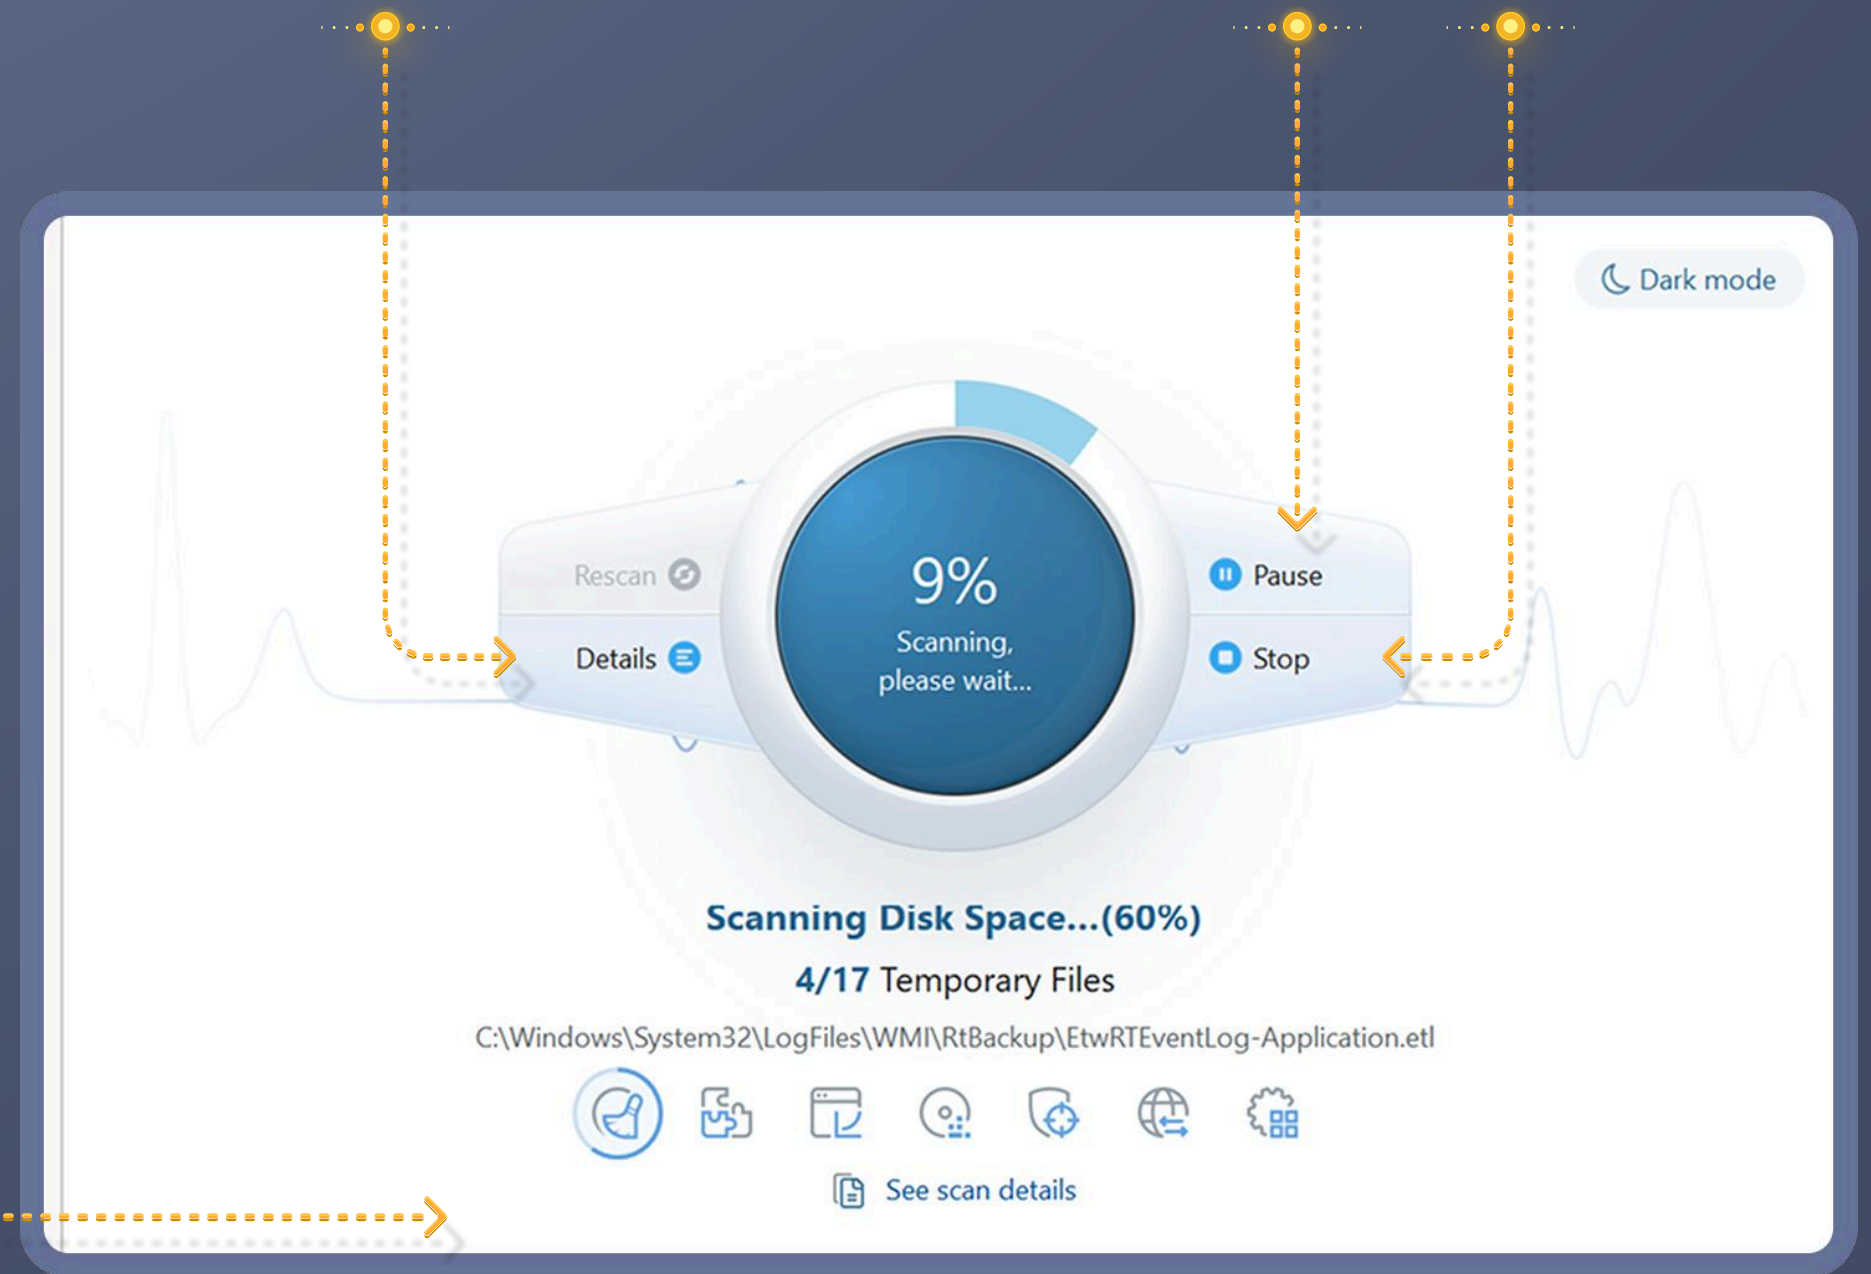 Dark mode
Rescan
Details
9%
Scanning,
please wait...
Pause
Stop
Scanning Disk Space...(60%)
4/17 Temporary Files
C:\Windows\System32\LogFiles\WMI\RtBackup\EtwRTEventLog-Application.etl
See scan details